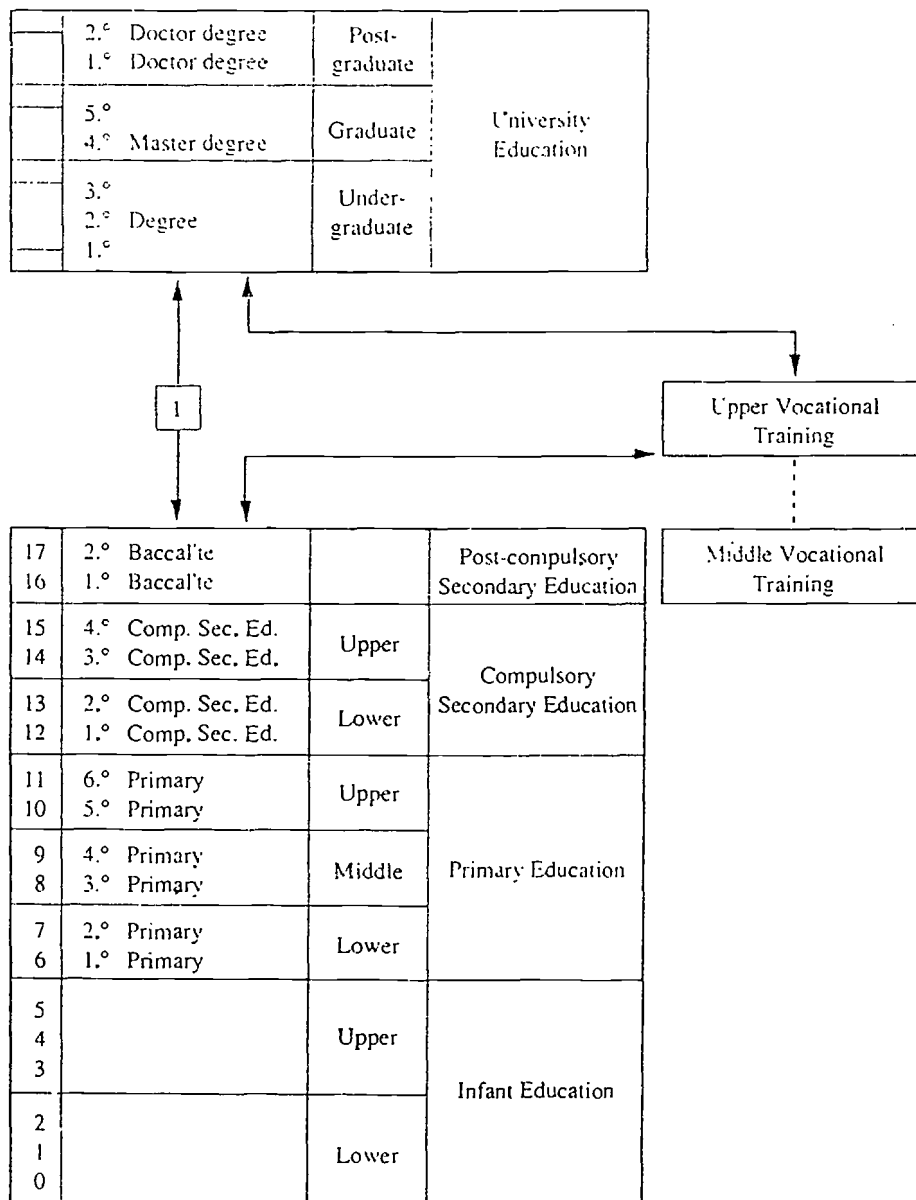 2.º Doctor degree
1.º Doctor degree
Post-
graduate
5.º
4.º Master degree
Graduate
3.º
2.º Degree
1.º
Under-
graduate
University
Education
1
Upper Vocational
Training
Middle Vocational
Training
17 2.º Baccal'te
16 1.º Baccal'te
Post-compulsory
Secondary Education
15 4.º Comp. Sec. Ed.
14 3.º Comp. Sec. Ed.
Upper
13 2.º Comp. Sec. Ed.
12 1.º Comp. Sec. Ed.
Lower
Compulsory
Secondary Education
11 6.º Primary
10 5.º Primary
Upper
9 4.º Primary
8 3.º Primary
Middle
7 2.º Primary
6 1.º Primary
Lower
Primary Education
5
4
3
Upper
2
1
0
Lower
Infant Education